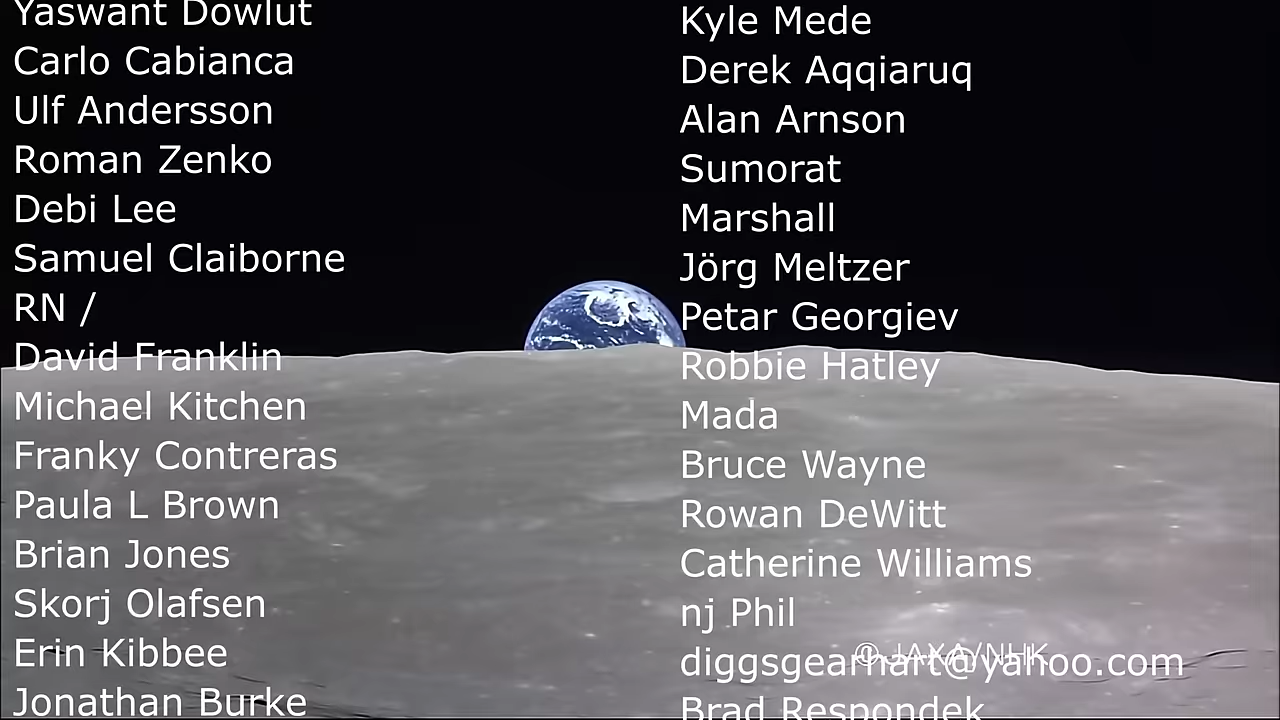 Yaswant Dowlut
Carlo Cabianca
Ulf Andersson
Roman Zenko
Debi Lee
Samuel Claiborne
RN /
David Franklin
Michael Kitchen
Franky Contreras
Paula L Brown
Brian Jones
Skorj Olafsen
Erin Kibbee
Jonathan Burke
Kyle Mede
Derek Aqqiaruq
Alan Arnson
Sumorat
Marshall
Jörg Meltzer
Petar Georgiev
Robbie Hatley
Mada
Bruce Wayne
Rowan DeWitt
Catherine Williams
nj Phil
©JAXA/NHK
diggsgearhart@yahoo.com
Brad Respondek